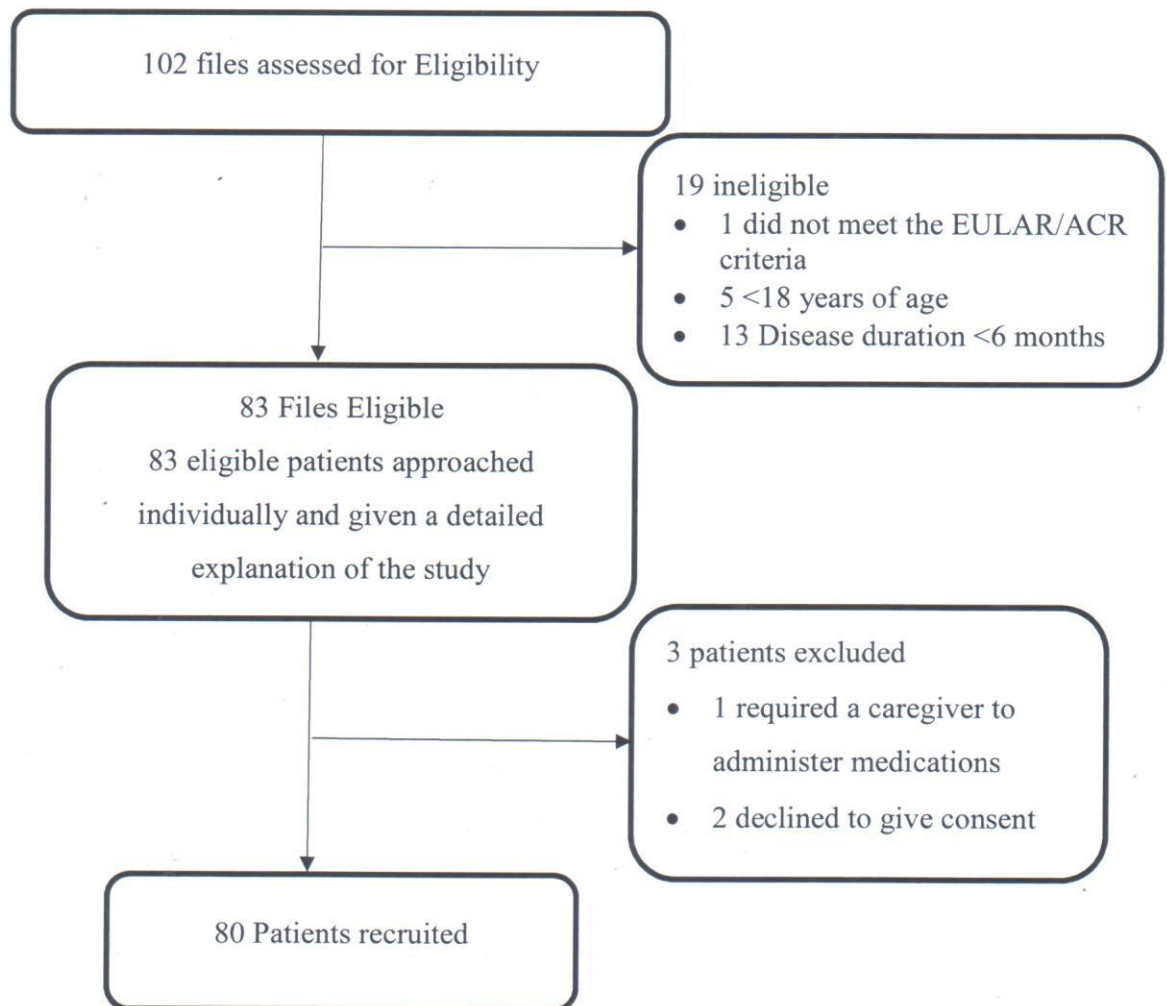 102 files assessed for Eligibility
19 ineligible
• 1 did not meet the EULAR/ACR
criteria
• 5 <18 years of age
• 13 Disease duration <6 months
83 Files Eligible
83 eligible patients approached
individually and given a detailed
explanation of the study
3 patients excluded
• 1 required a caregiver to
administer medications
• 2 declined to give consent
80 Patients recruited